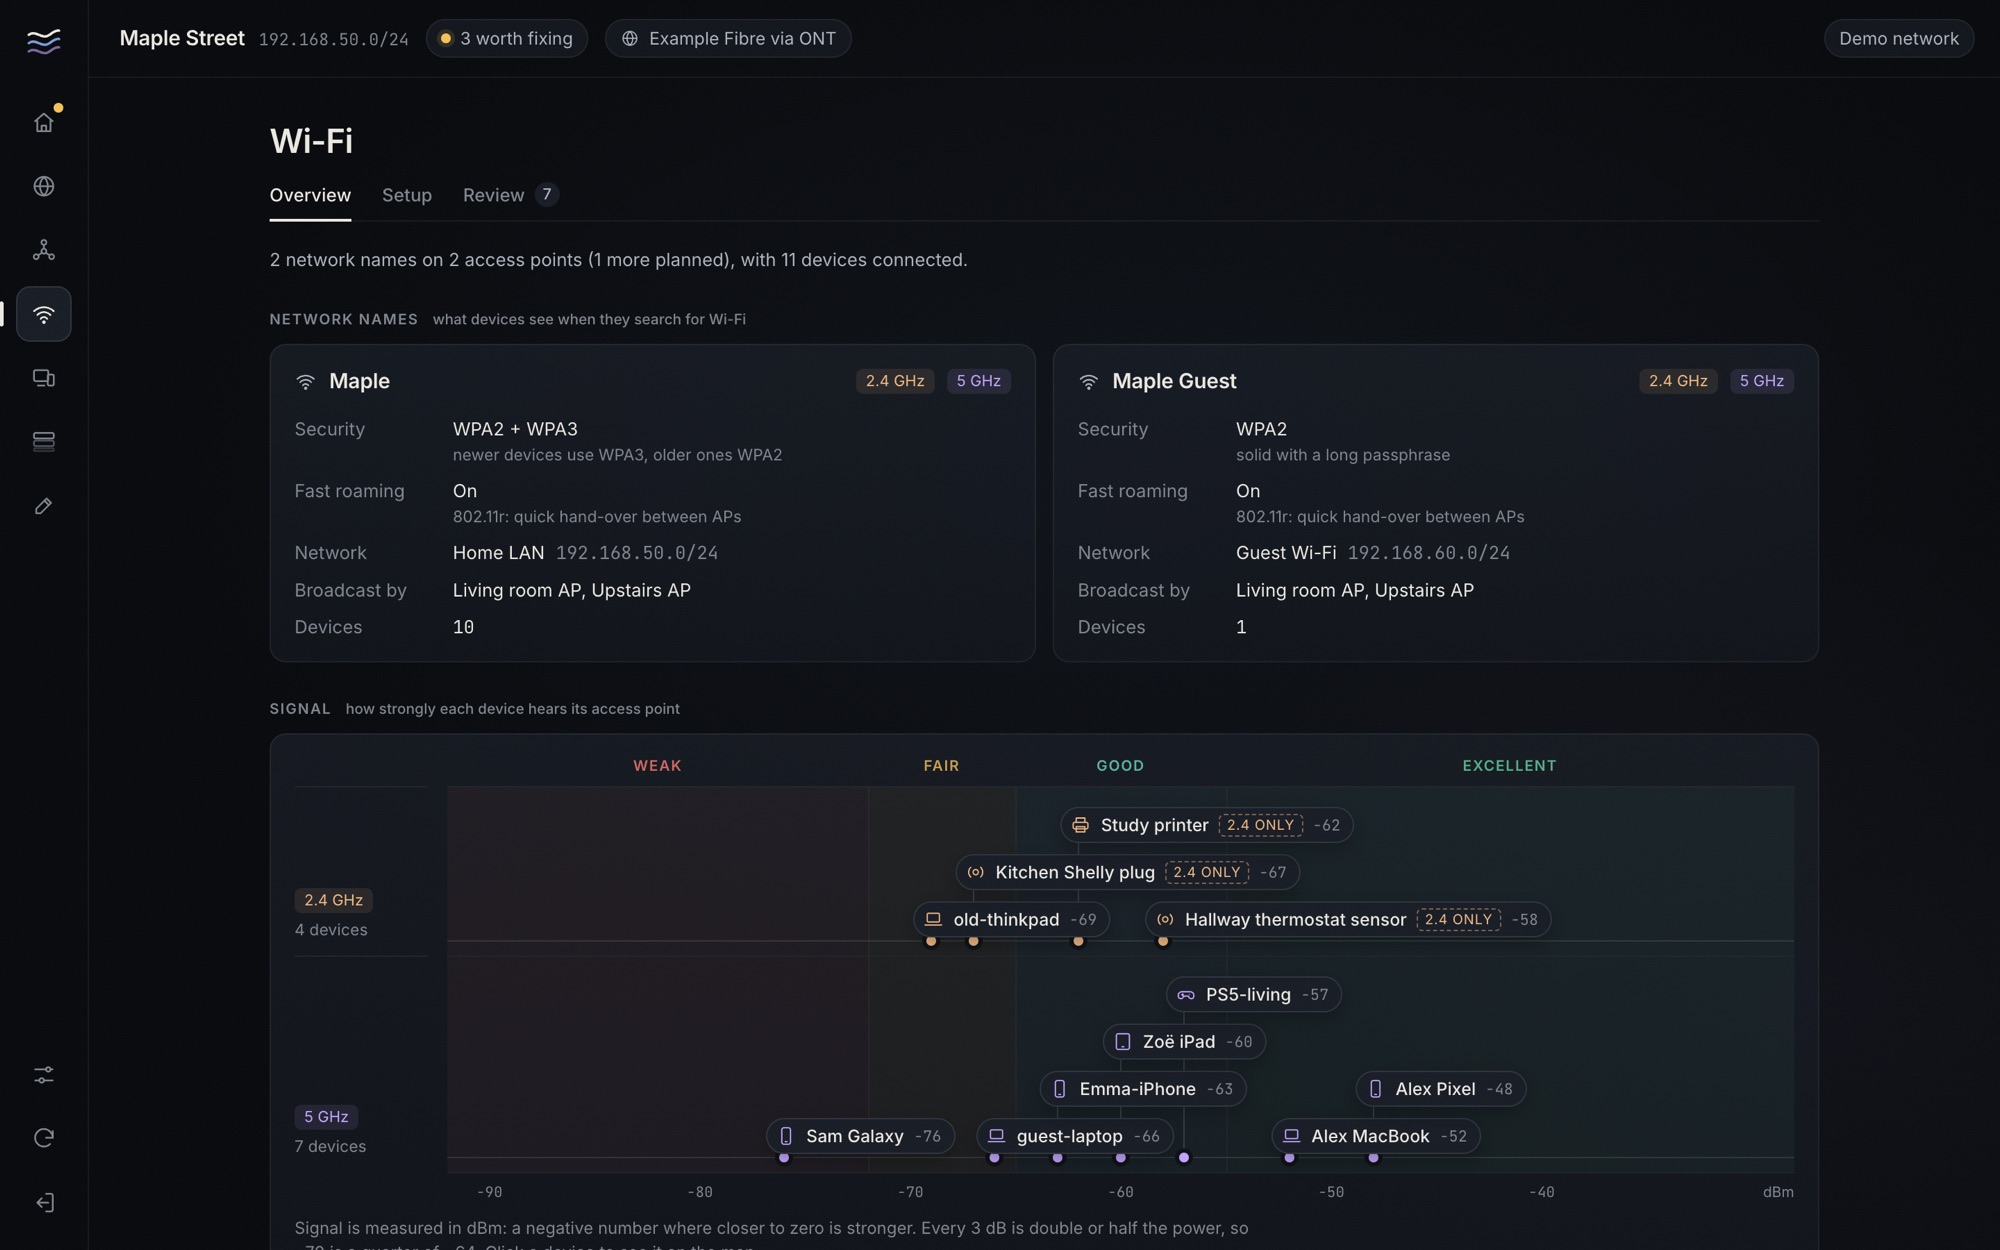 Maple Street 192.168.50.0/24 3 worth fixing Example Fibre via ONT Demo network
Wi-Fi
Overview Setup Review 7
2 network names on 2 access points (1 more planned), with 11 devices connected.
NETWORK NAMES what devices see when they search for Wi-Fi
Maple 2.4 GHz 5 GHz
Security WPA2 + WPA3
newer devices use WPA3, older ones WPA2
Fast roaming On
802.11r: quick hand-over between APs
Network Home LAN 192.168.50.0/24
Broadcast by Living room AP, Upstairs AP
Devices 10
Maple Guest 2.4 GHz 5 GHz
Security WPA2
solid with a long passphrase
Fast roaming On
802.11r: quick hand-over between APs
Network Guest Wi-Fi 192.168.60.0/24
Broadcast by Living room AP, Upstairs AP
Devices 1
SIGNAL how strongly each device hears its access point
WEAK FAIR GOOD EXCELLENT
Study printer 2.4 ONLY -62
Kitchen Shelly plug 2.4 ONLY -67
2.4 GHz
old-thinkpad -69 Hallway thermostat sensor 2.4 ONLY -58
4 devices
PS5-living -57
Zoë iPad -60
Emma-iPhone -63 Alex Pixel -48
5 GHz
Sam Galaxy -76 guest-laptop -66 Alex MacBook -52
7 devices
-90 -80 -70 -60 -50 -40 dBm
Signal is measured in dBm: a negative number where closer to zero is stronger. Every 3 dB is double or half the power, so